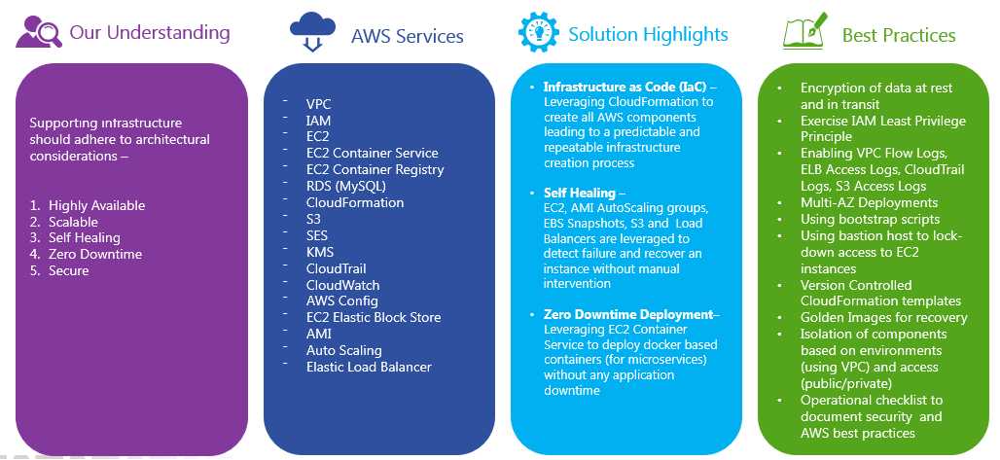 Our Understanding
Supporting infrastructure
should adhere to architectural
considerations –
1. Highly Available
2. Scalable
3. Self Healing
4. Zero Downtime
5. Secure
AWS Services
- VPC
- IAM
- EC2
- EC2 Container Service
- EC2 Container Registry
- RDS (MySQL)
- CloudFormation
- S3
- SES
- KMS
- CloudTrail
- CloudWatch
- AWS Config
- EC2 Elastic Block Store
- AMI
- Auto Scaling
- Elastic Load Balancer
Solution Highlights
• Infrastructure as Code (IaC) –
Leveraging CloudFormation to
create all AWS components
leading to a predictable and
repeatable infrastructure
creation process
• Self Healing –
EC2, AMI AutoScaling groups,
EBS Snapshots, S3 and Load
Balancers are leveraged to
detect failure and recover an
instance without manual
intervention
• Zero Downtime Deployment–
Leveraging EC2 Container
Service to deploy docker based
containers (for microservices)
without any application
downtime
Best Practices
• Encryption of data at rest
and in transit
• Exercise IAM Least Privilege
Principle
• Enabling VPC Flow Logs,
ELB Access Logs, CloudTrail
Logs, S3 Access Logs
• Multi-AZ Deployments
• Using bootstrap scripts
• Using bastion host to lock-
down access to EC2
instances
• Version Controlled
CloudFormation templates
• Golden Images for recovery
• Isolation of components
based on environments
(using VPC) and access
(public/private)
• Operational checklist to
document security and
AWS best practices